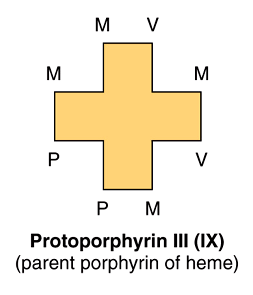 M V
M M
P V
P M
Protoporphyrin III (IX)
(parent porphyrin of heme)